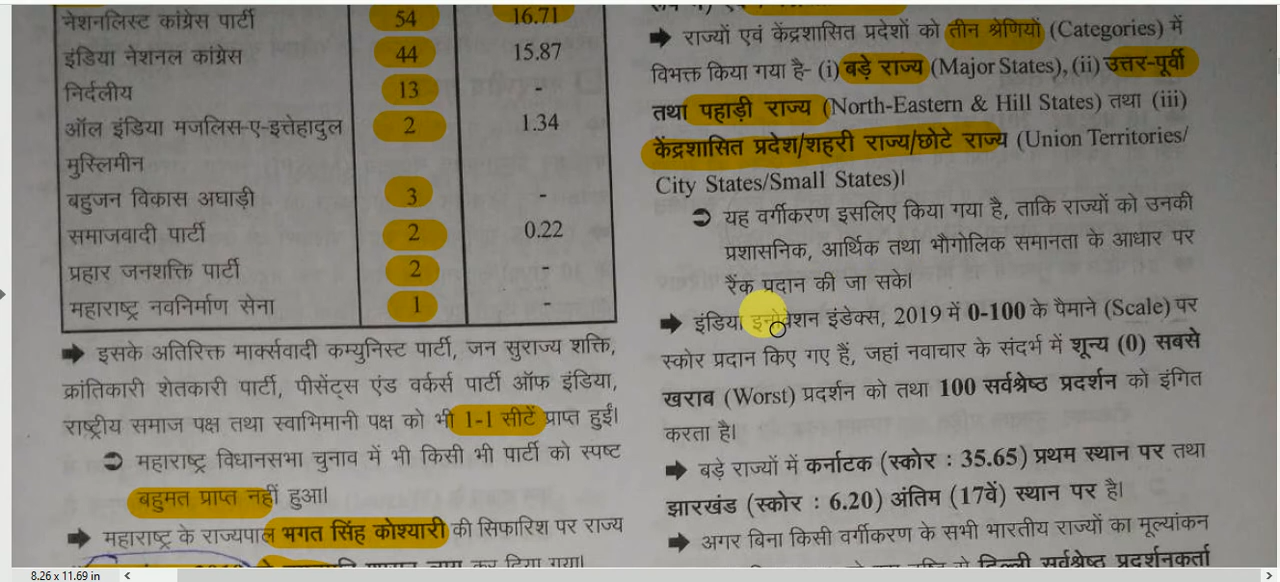 नेशनलिस्ट कांग्रेस पार्टी 54 16.71
इंडिया नेशनल कांग्रेस 44 15.87
निर्दलीय 13 -
ऑल इंडिया मजलिस-ए-इत्तेहादुल 2 1.34
मुस्लिमीन
बहुजन विकास अघाड़ी 3 -
समाजवादी पार्टी 2 0.22
प्रहार जनशक्ति पार्टी 2
महाराष्ट्र नवनिर्माण सेना 1 -
➡ इसके अतिरिक्त मार्क्सवादी कम्युनिस्ट पार्टी, जन सुराज्य शक्ति,
क्रांतिकारी शेतकारी पार्टी, पीसेंट्स एंड वर्कर्स पार्टी ऑफ इंडिया,
राष्ट्रीय समाज पक्ष तथा स्वाभिमानी पक्ष को भी 1-1 सीटें प्राप्त हुईं।
➲ महाराष्ट्र विधानसभा चुनाव में भी किसी भी पार्टी को स्पष्ट
बहुमत प्राप्त नहीं हुआ।
➡ महाराष्ट्र के राज्यपाल भगत सिंह कोश्यारी की सिफारिश पर राज्य
लागू कर दिया गया।
➡ राज्यों एवं केंद्रशासित प्रदेशों को तीन श्रेणियों (Categories) में
विभक्त किया गया है- (i) बड़े राज्य (Major States), (ii) उत्तर-पूर्वी
तथा पहाड़ी राज्य (North-Eastern & Hill States) तथा (iii)
केंद्रशासित प्रदेश/शहरी राज्य/छोटे राज्य (Union Territories/
City States/Small States)।
➲ यह वर्गीकरण इसलिए किया गया है, ताकि राज्यों को उनकी
प्रशासनिक, आर्थिक तथा भौगोलिक समानता के आधार पर
रैंक प्रदान की जा सके।
➡ इंडिया इनोवेशन इंडेक्स, 2019 में 0-100 के पैमाने (Scale) पर
स्कोर प्रदान किए गए हैं, जहां नवाचार के संदर्भ में शून्य (0) सबसे
खराब (Worst) प्रदर्शन को तथा 100 सर्वश्रेष्ठ प्रदर्शन को इंगित
करता है।
➡ बड़े राज्यों में कर्नाटक (स्कोर : 35.65) प्रथम स्थान पर तथा
झारखंड (स्कोर : 6.20) अंतिम (17वें) स्थान पर है।
➡ अगर बिना किसी वर्गीकरण के सभी भारतीय राज्यों का मूल्यांकन
दिल्ली सर्वश्रेष्ठ प्रदर्शनकर्ता
8.26 x 11.69 in